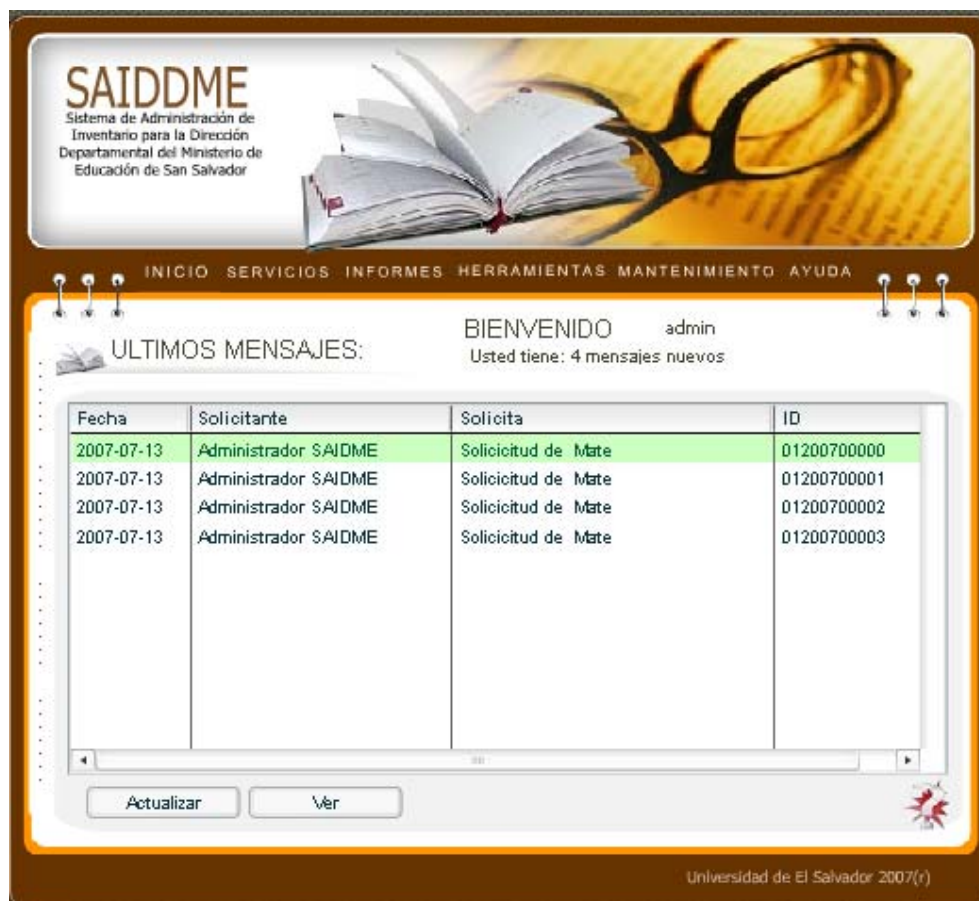 SAIDDME
Sistema de Administración de
Inventario para la Dirección
Departamental del Ministerio de
Educación de San Salvador
INICIO SERVICIOS INFORMES HERRAMIENTAS MANTENIMIENTO AYUDA
ULTIMOS MENSAJES:
BIENVENIDO admin
Usted tiene: 4 mensajes nuevos
Fecha Solicitante Solicita ID
2007-07-13 Administrador SAIDME Solicicitud de Mate 01200700000
2007-07-13 Administrador SAIDME Solicicitud de Mate 01200700001
2007-07-13 Administrador SAIDME Solicicitud de Mate 01200700002
2007-07-13 Administrador SAIDME Solicicitud de Mate 01200700003
Actualizar Ver
Universidad de El Salvador 2007(r)